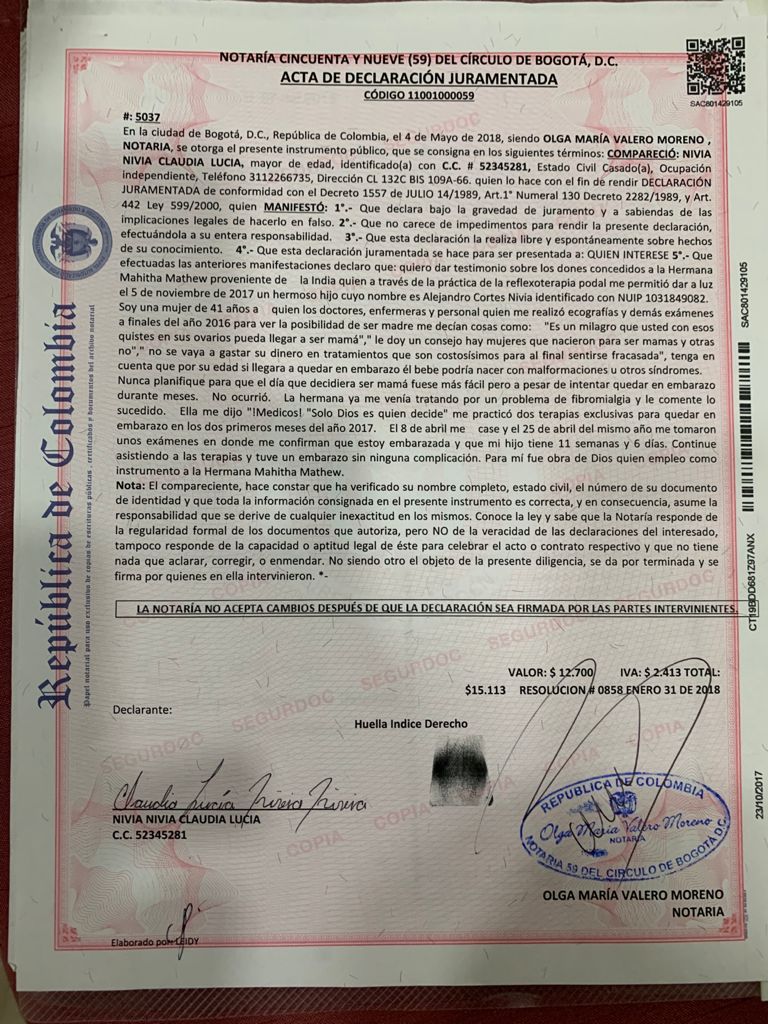 NOTARÍA CINCUENTA Y NUEVE (59) DEL CÍRCULO DE BOGOTÁ, D.C.
ACTA DE DECLARACIÓN JURAMENTADA
CÓDIGO 11001000059
SAC801429105
#: 5037
En la ciudad de Bogotá, D.C., República de Colombia, el 4 de Mayo de 2018, siendo OLGA MARÍA VALERO MORENO ,
NOTARIA, se otorga el presente instrumento público, que se consigna en los siguientes términos: COMPARECIÓ: NIVIA
NIVIA CLAUDIA LUCIA, mayor de edad, identificado(a) con C.C. # 52345281, Estado Civil Casado(a), Ocupación
independiente, Teléfono 3112266735, Dirección CL 132C BIS 109A-66. quien lo hace con el fin de rendir DECLARACIÓN
JURAMENTADA de conformidad con el Decreto 1557 de JULIO 14/1989, Art.1° Numeral 130 Decreto 2282/1989, y Art.
442 Ley 599/2000, quien MANIFESTÓ: 1°.- Que declara bajo la gravedad de juramento y a sabiendas de las
implicaciones legales de hacerlo en falso. 2°.- Que no carece de impedimentos para rendir la presente declaración,
efectuándola a su entera responsabilidad. 3°.- Que esta declaración la realiza libre y espontáneamente sobre hechos
de su conocimiento. 4°.- Que esta declaración juramentada se hace para ser presentada a: QUIEN INTERESE 5°.- Que
efectuadas las anteriores manifestaciones declaro que: quiero dar testimonio sobre los dones concedidos a la Hermana
Mahitha Mathew proveniente de la India quien a través de la práctica de la reflexoterapia podal me permitió dar a luz
el 5 de noviembre de 2017 un hermoso hijo cuyo nombre es Alejandro Cortes Nivia identificado con NUIP 1031849082.
Soy una mujer de 41 años a quien los doctores, enfermeras y personal quien me realizó ecografías y demás exámenes
a finales del año 2016 para ver la posibilidad de ser madre me decían cosas como: "Es un milagro que usted con esos
quistes en sus ovarios pueda llegar a ser mamá"," le doy un consejo hay mujeres que nacieron para ser mamas y otras
no"," no se vaya a gastar su dinero en tratamientos que son costosísimos para al final sentirse fracasada", tenga en
cuenta que por su edad si llegara a quedar en embarazo él bebe podría nacer con malformaciones u otros síndromes.
Nunca planifique para que el día que decidiera ser mamá fuese más fácil pero a pesar de intentar quedar en embarazo
durante meses. No ocurrió. La hermana ya me venía tratando por un problema de fibromialgia y le comente lo
sucedido. Ella me dijo "!Medicos! "Solo Dios es quien decide" me practicó dos terapias exclusivas para quedar en
embarazo en los dos primeros meses del año 2017. El 8 de abril me case y el 25 de abril del mismo año me tomaron
unos exámenes en donde me confirman que estoy embarazada y que mi hijo tiene 11 semanas y 6 días. Continue
asistiendo a las terapias y tuve un embarazo sin ninguna complicación. Para mí fue obra de Dios quien empleo como
instrumento a la Hermana Mahitha Mathew.
Nota: El compareciente, hace constar que ha verificado su nombre completo, estado civil, el número de su documento
de identidad y que toda la información consignada en el presente instrumento es correcta, y en consecuencia, asume la
responsabilidad que se derive de cualquier inexactitud en los mismos. Conoce la ley y sabe que la Notaría responde de
la regularidad formal de los documentos que autoriza, pero NO de la veracidad de las declaraciones del interesado,
tampoco responde de la capacidad o aptitud legal de éste para celebrar el acto o contrato respectivo y que no tiene
nada que aclarar, corregir, o enmendar. No siendo otro el objeto de la presente diligencia, se da por terminada y se
firma por quienes en ella intervinieron. *-
LA NOTARÍA NO ACEPTA CAMBIOS DESPUÉS DE QUE LA DECLARACIÓN SEA FIRMADA POR LAS PARTES INTERVINIENTES.
VALOR: $ 12.700 IVA: $ 2.413 TOTAL:
$15.113 RESOLUCION # 0858 ENERO 31 DE 2018
Declarante:
Huella Indice Derecho
Claudia Lucía Nivia Nivia
NIVIA NIVIA CLAUDIA LUCIA
C.C. 52345281
REPUBLICA DE COLOMBIA
Olga María Valero Moreno
NOTARIA
NOTARIA 59 DEL CIRCULO DE BOGOTÁ D.C.
OLGA MARÍA VALERO MORENO
NOTARIA
Elaborado por: LEIDY
República de Colombia
Papel notarial para uso exclusivo de copias de escrituras públicas, certificados y documentos del archivo notarial
SAC801429105
CT19BDD681Z97ANX
23/10/2017
SEGURDOC
COPIA